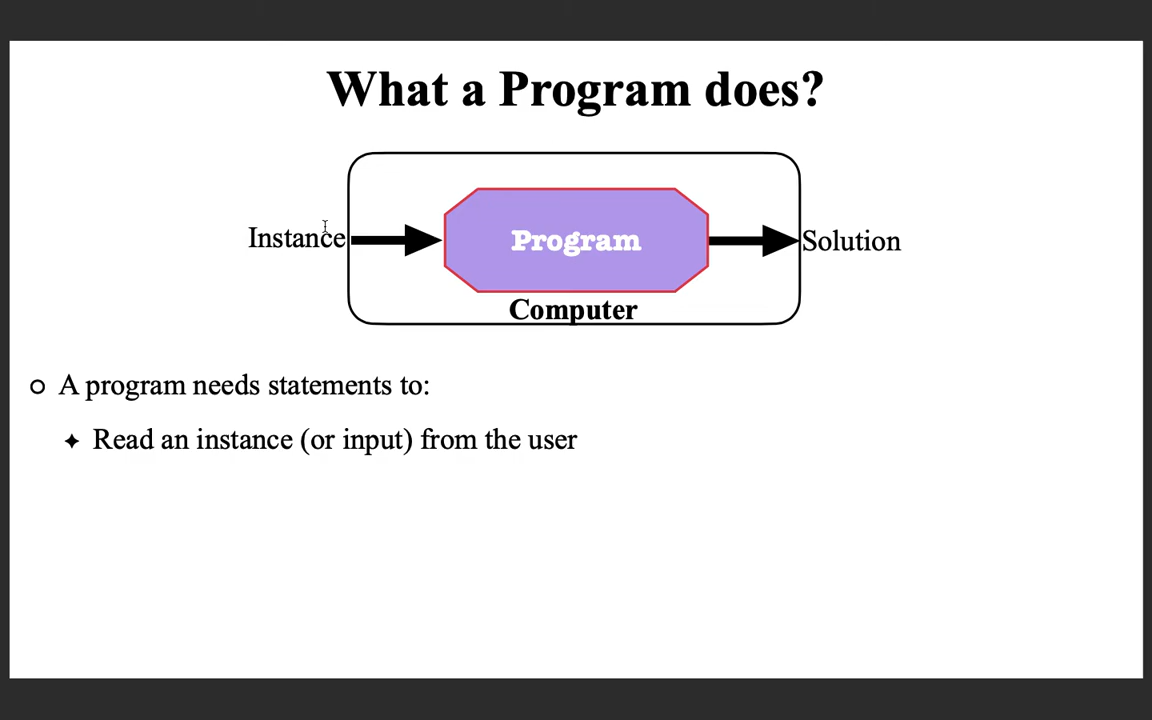 What a Program does?
Instance
Program
Solution
Computer
A program needs statements to:
Read an instance (or input) from the user